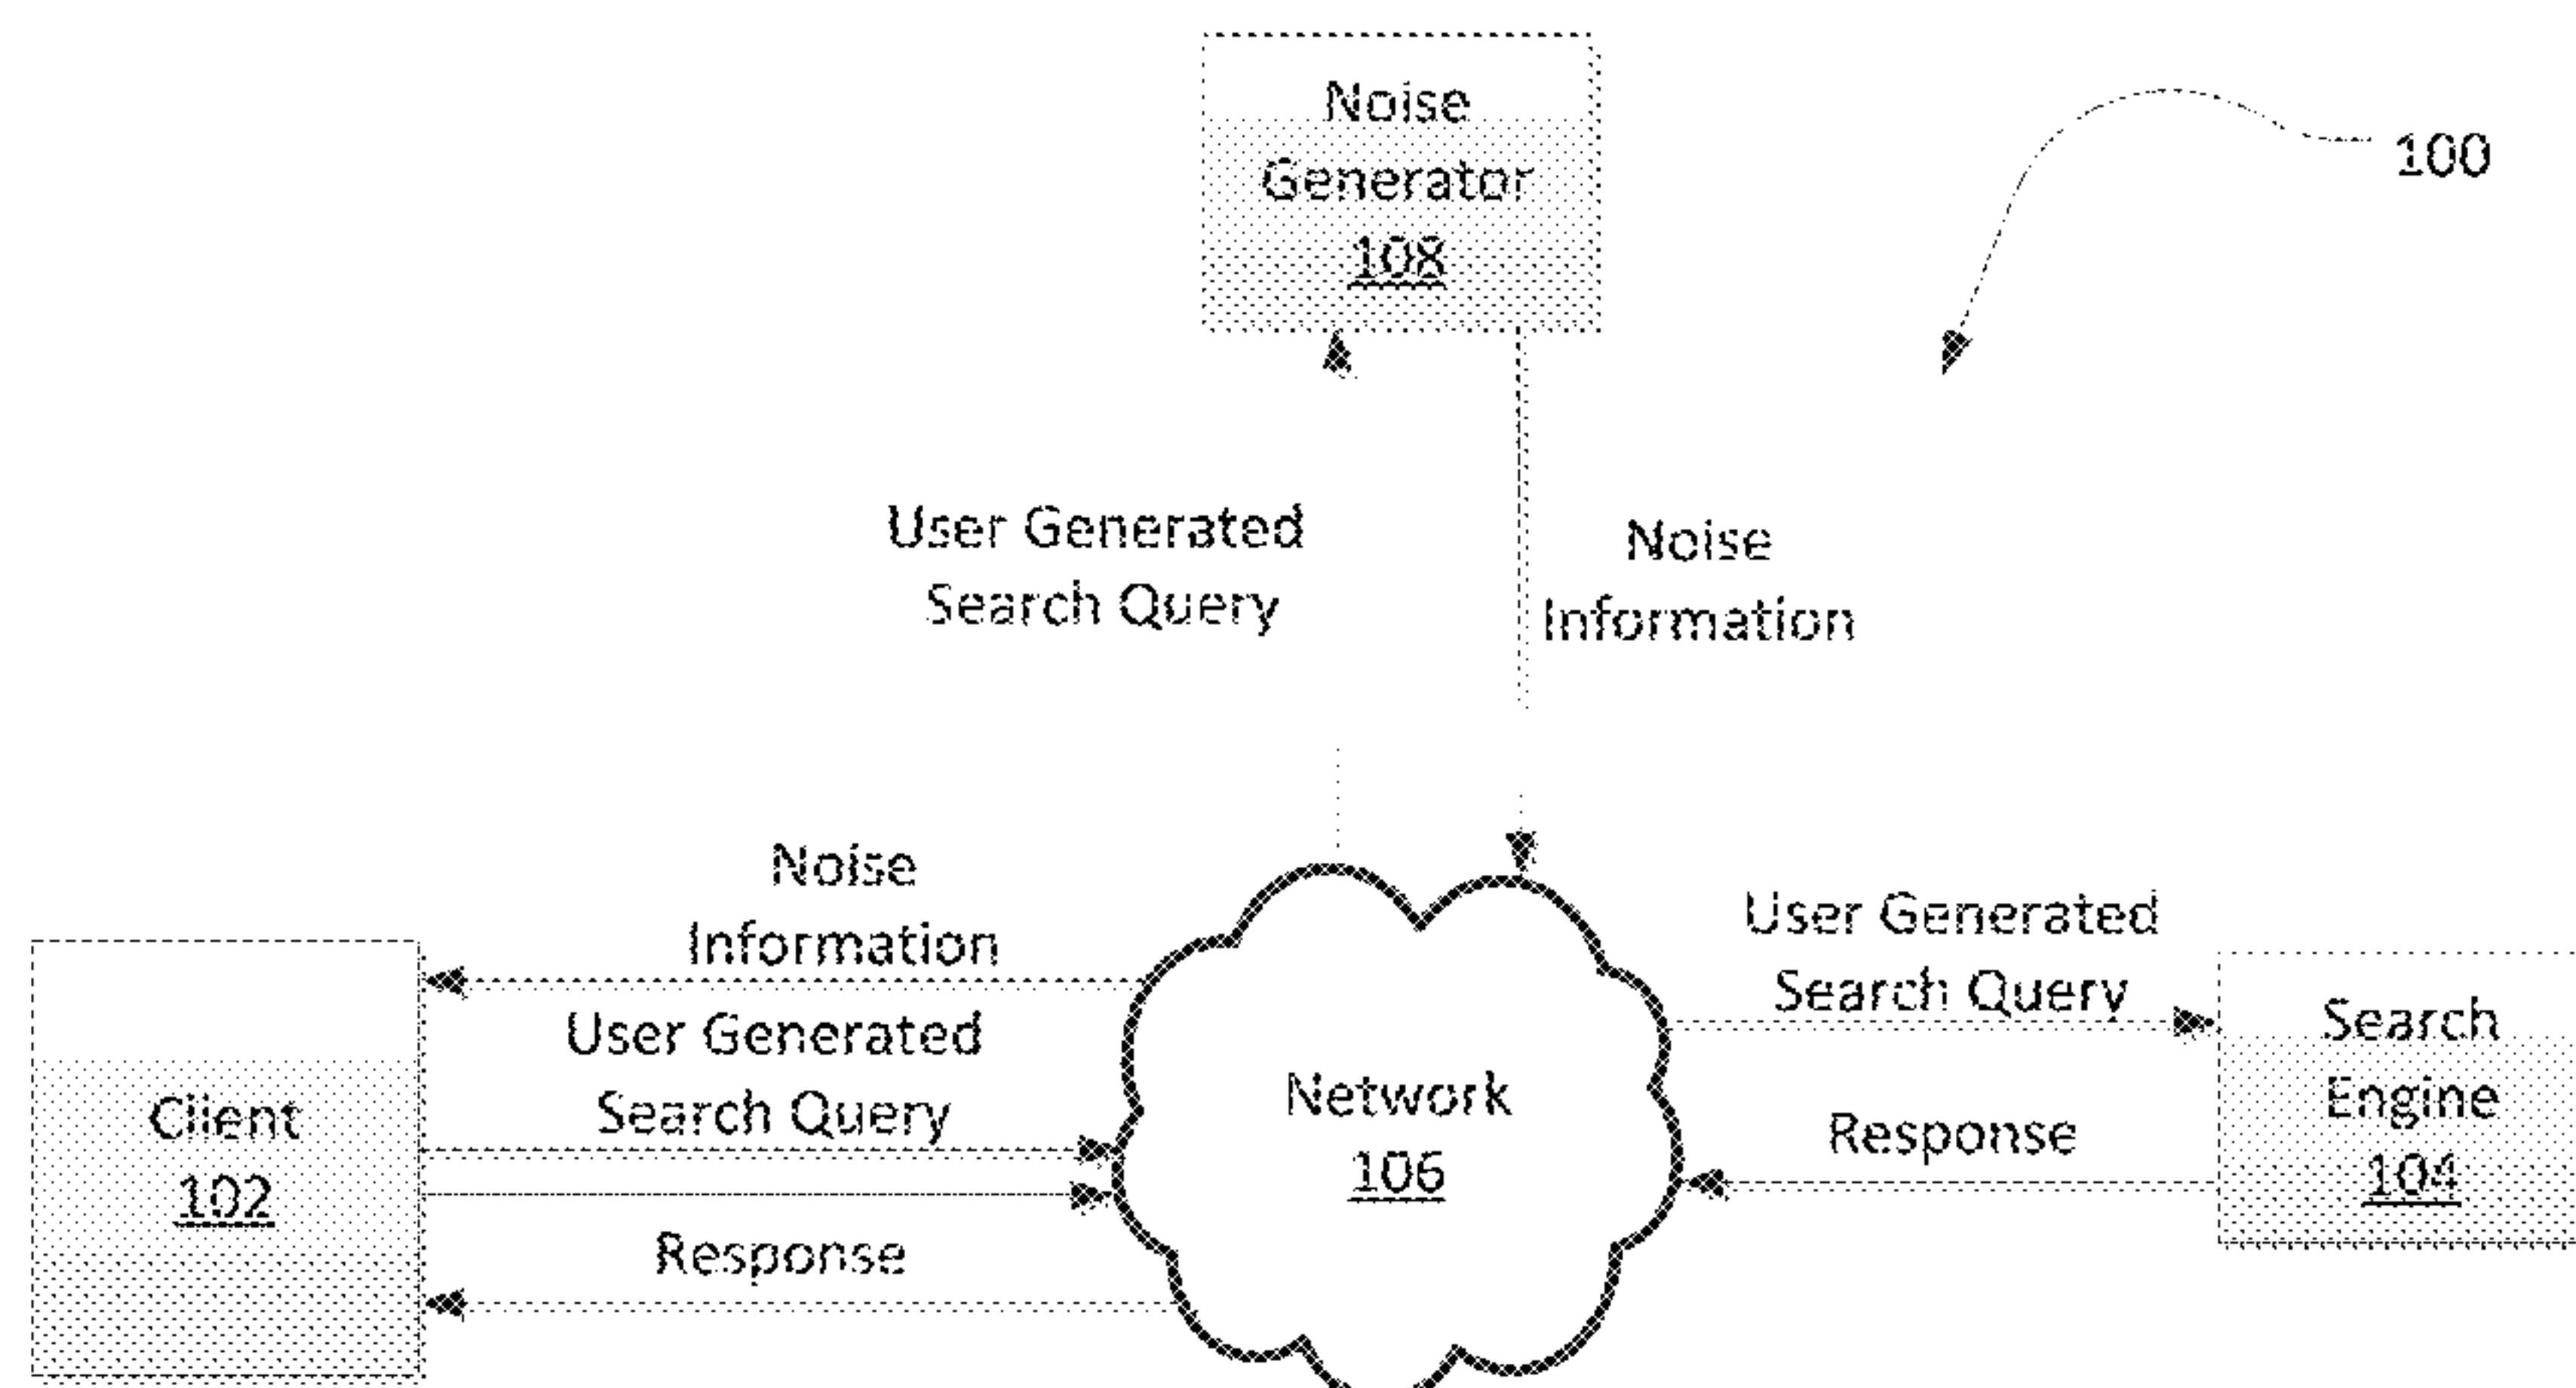 Noise
Generator
108
100
User Generated
Search Query
Noise
Information
Noise
Information
User Generated
Search Query
Client
102
Response
Network
106
User Generated
Search Query
Response
Search
Engine
104